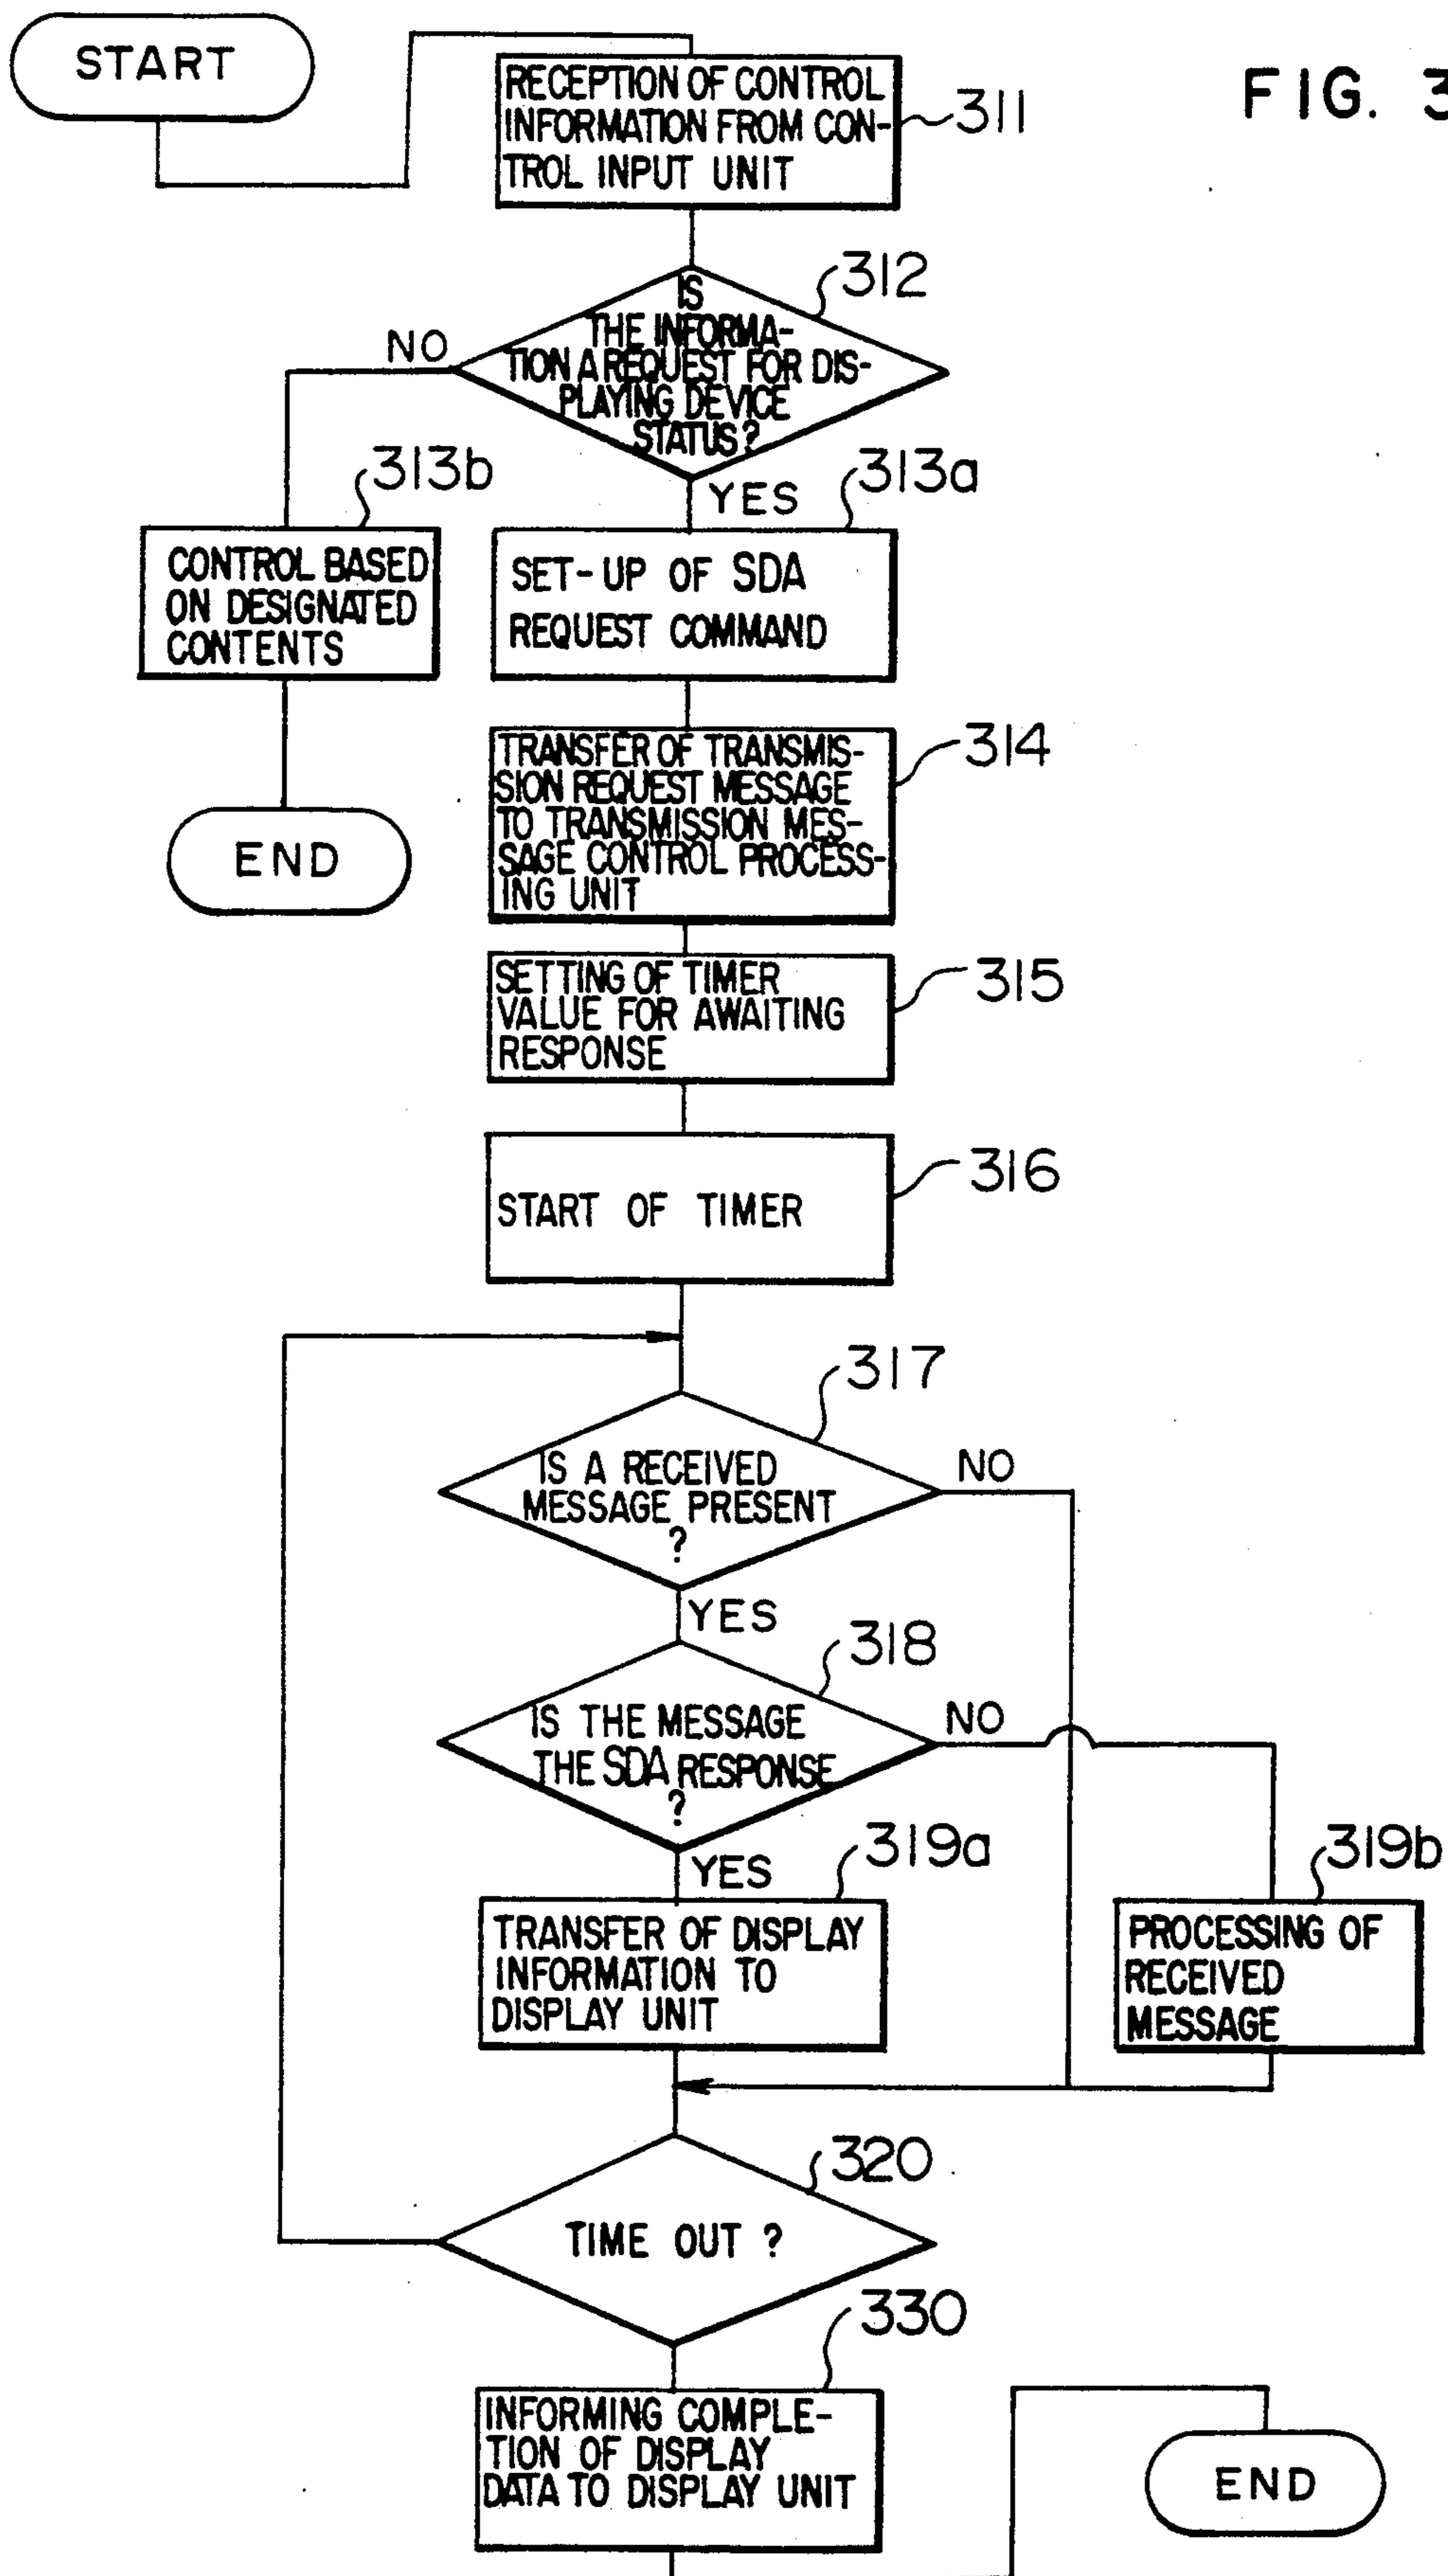 START
RECEPTION OF CONTROL
INFORMATION FROM CON-
TROL INPUT UNIT
311
FIG. 3
312
IS
THE INFORMA-
TION A REQUEST FOR DIS-
PLAYING DEVICE
STATUS?
NO
YES
313b
313a
CONTROL BASED
ON DESIGNATED
CONTENTS
SET-UP OF SDA
REQUEST COMMAND
END
TRANSFER OF TRANSMIS-
SION REQUEST MESSAGE
TO TRANSMISSION MES-
SAGE CONTROL PROCESS-
ING UNIT
314
SETTING OF TIMER
VALUE FOR AWAITING
RESPONSE
315
START OF TIMER
316
317
IS A RECEIVED
MESSAGE PRESENT
?
NO
YES
318
IS THE MESSAGE
THE SDA RESPONSE
?
NO
YES
319a
319b
TRANSFER OF DISPLAY
INFORMATION TO
DISPLAY UNIT
PROCESSING OF
RECEIVED
MESSAGE
320
TIME OUT ?
330
INFORMING COMPLE-
TION OF DISPLAY
DATA TO DISPLAY UNIT
END